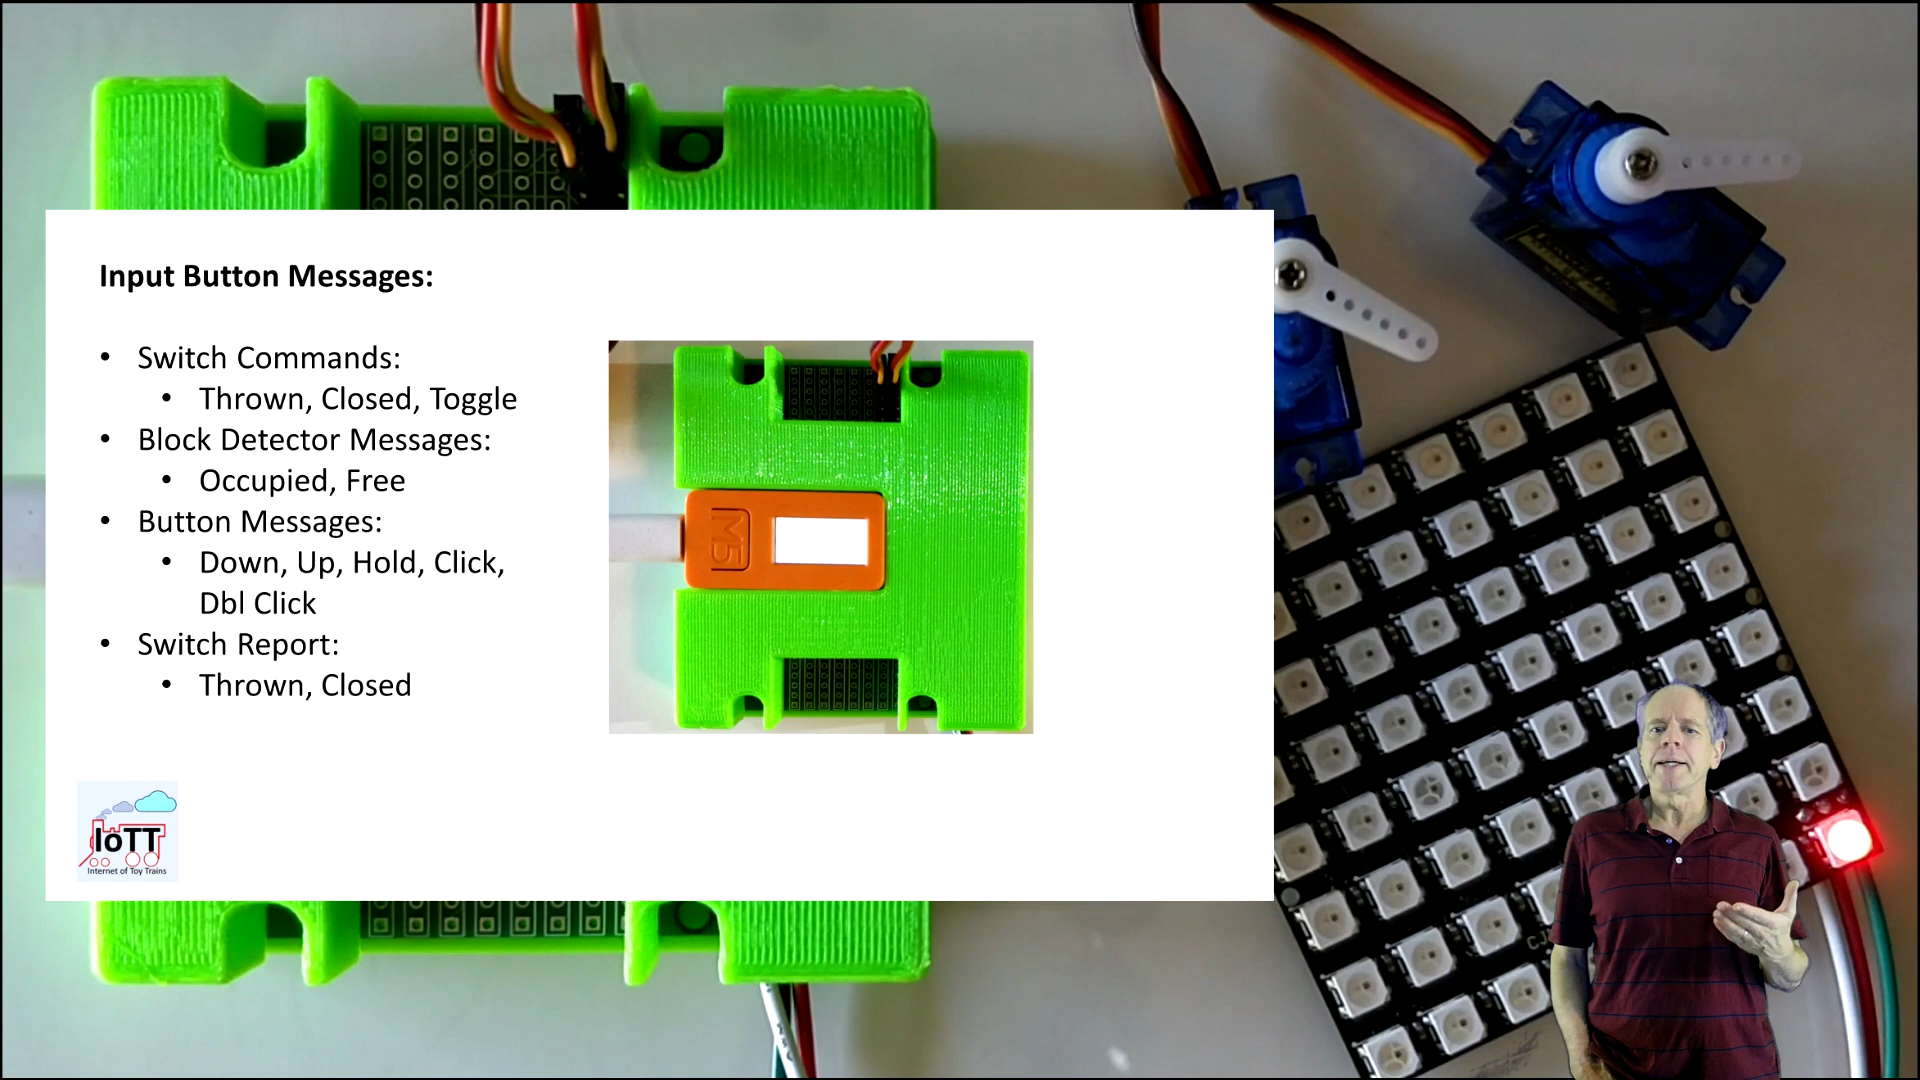 Input Button Messages:
• Switch Commands:
• Thrown, Closed, Toggle
• Block Detector Messages:
• Occupied, Free
• Button Messages:
• Down, Up, Hold, Click,
Dbl Click
• Switch Report:
• Thrown, Closed
M5
IoTT
Internet of Toy Trains